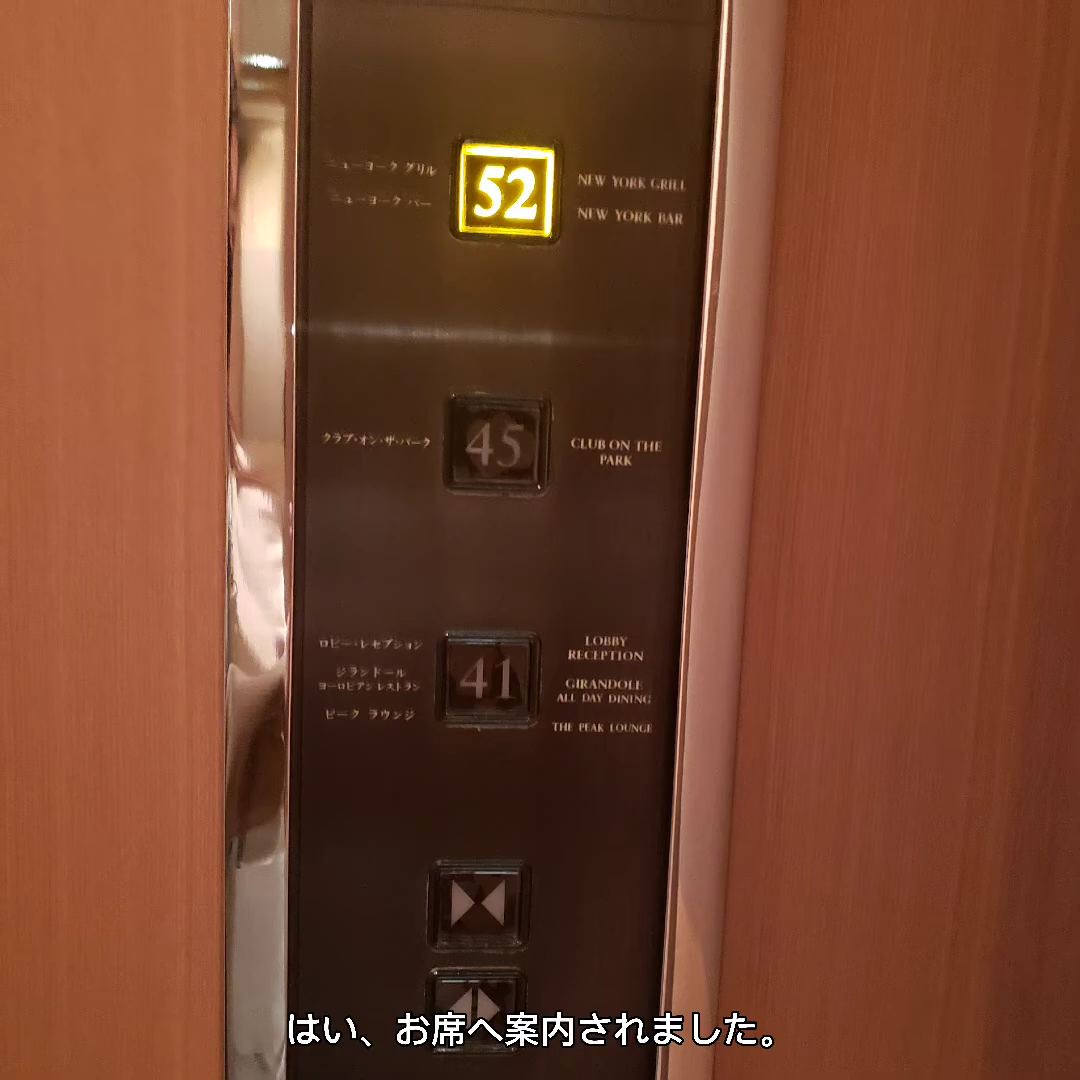 ニューヨーク グリル
ニューヨーク バー
52
NEW YORK GRILL
NEW YORK BAR
クラブ・オン・ザ・パーク
45
CLUB ON THE
PARK
ロビー・レセプション
ジランドール
ヨーロピアン レストラン
ピーク ラウンジ
41
LOBBY
RECEPTION
GIRANDOLE
ALL DAY DINING
THE PEAK LOUNGE
はい、お席へ案内されました。